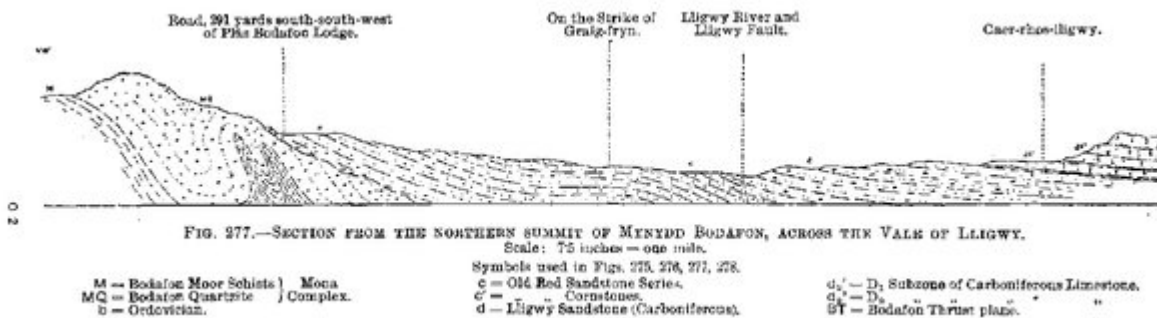 Road, 291 yards south-south-west
of Plâs Bodafon Lodge.
On the Strike of
Graig-fryn.
Lligwy River and
Lligwy Fault.
Caer-rhos-lligwy.
M
MQ
c
c
d
FIG. 277.—SECTION FROM THE NORTHERN SUMMIT OF MYNYDD BODAFON, ACROSS THE VALE OF LLIGWY.
Scale: 7·5 inches = one mile.
Symbols used in Figs. 275, 276, 277, 278.
M = Bodafon Moor Schists } Mona
MQ = Bodafon Quartzite } Complex.
b = Ordovician.
c = Old Red Sandstone Series.
c' = " " Cornstones.
d = Lligwy Sandstone (Carboniferous).
= D₁ Subzone of Carboniferous Limestone.
= D₂ " " " "
BT = Bodafon Thrust plane.